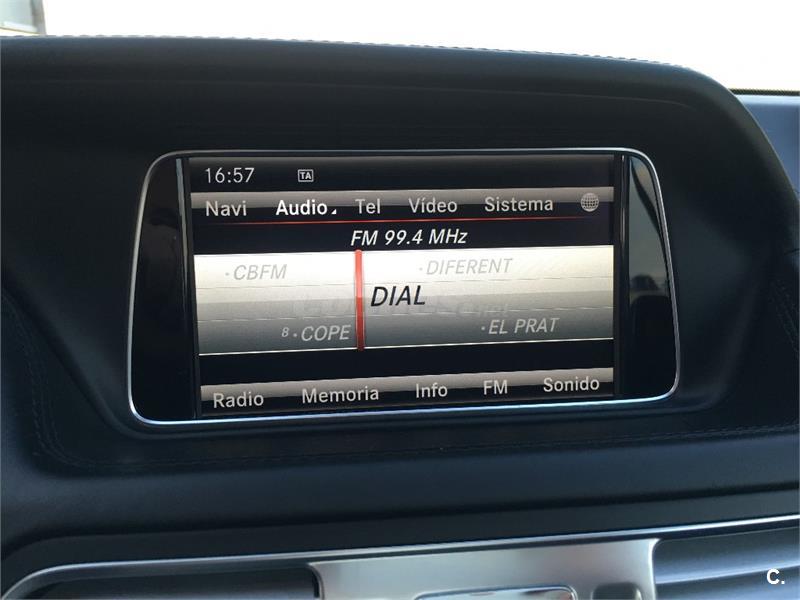 16:57 TA
Navi Audio Tel Vídeo Sistema
FM 99.4 MHz
·CBFM ·DIFERENT
DIAL
8·COPE ·EL PRAT
Radio Memoria Info FM Sonido
C.